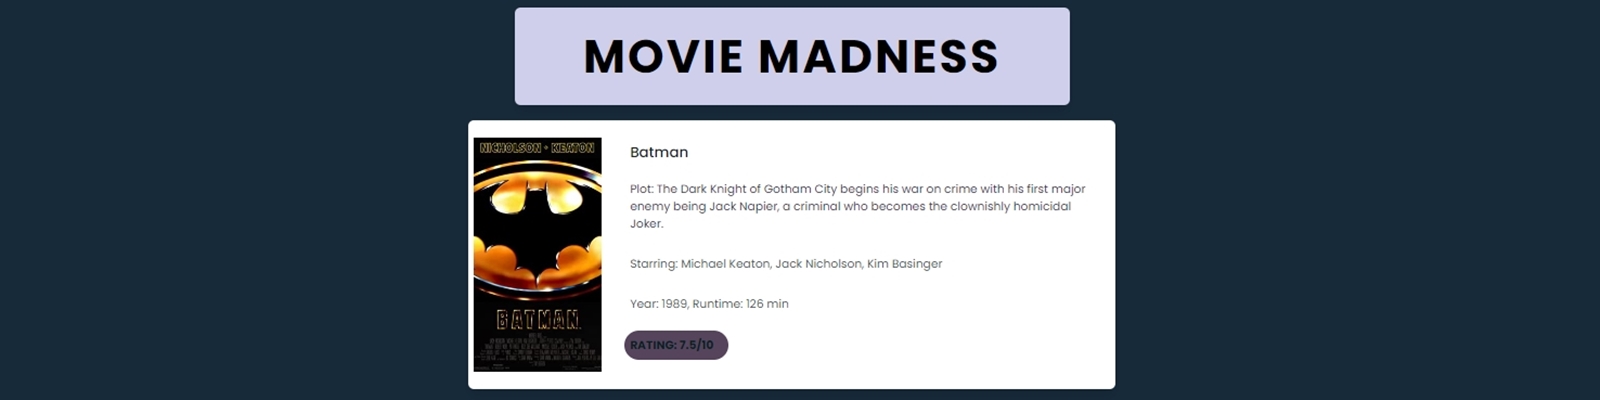 MOVIE MADNESS
NICHOLSON • KEATON
Batman
Plot: The Dark Knight of Gotham City begins his war on crime with his first major
enemy being Jack Napier, a criminal who becomes the clownishly homicidal
Joker.
Starring: Michael Keaton, Jack Nicholson, Kim Basinger
Year: 1989, Runtime: 126 min
BATMAN
RATING: 7.5/10